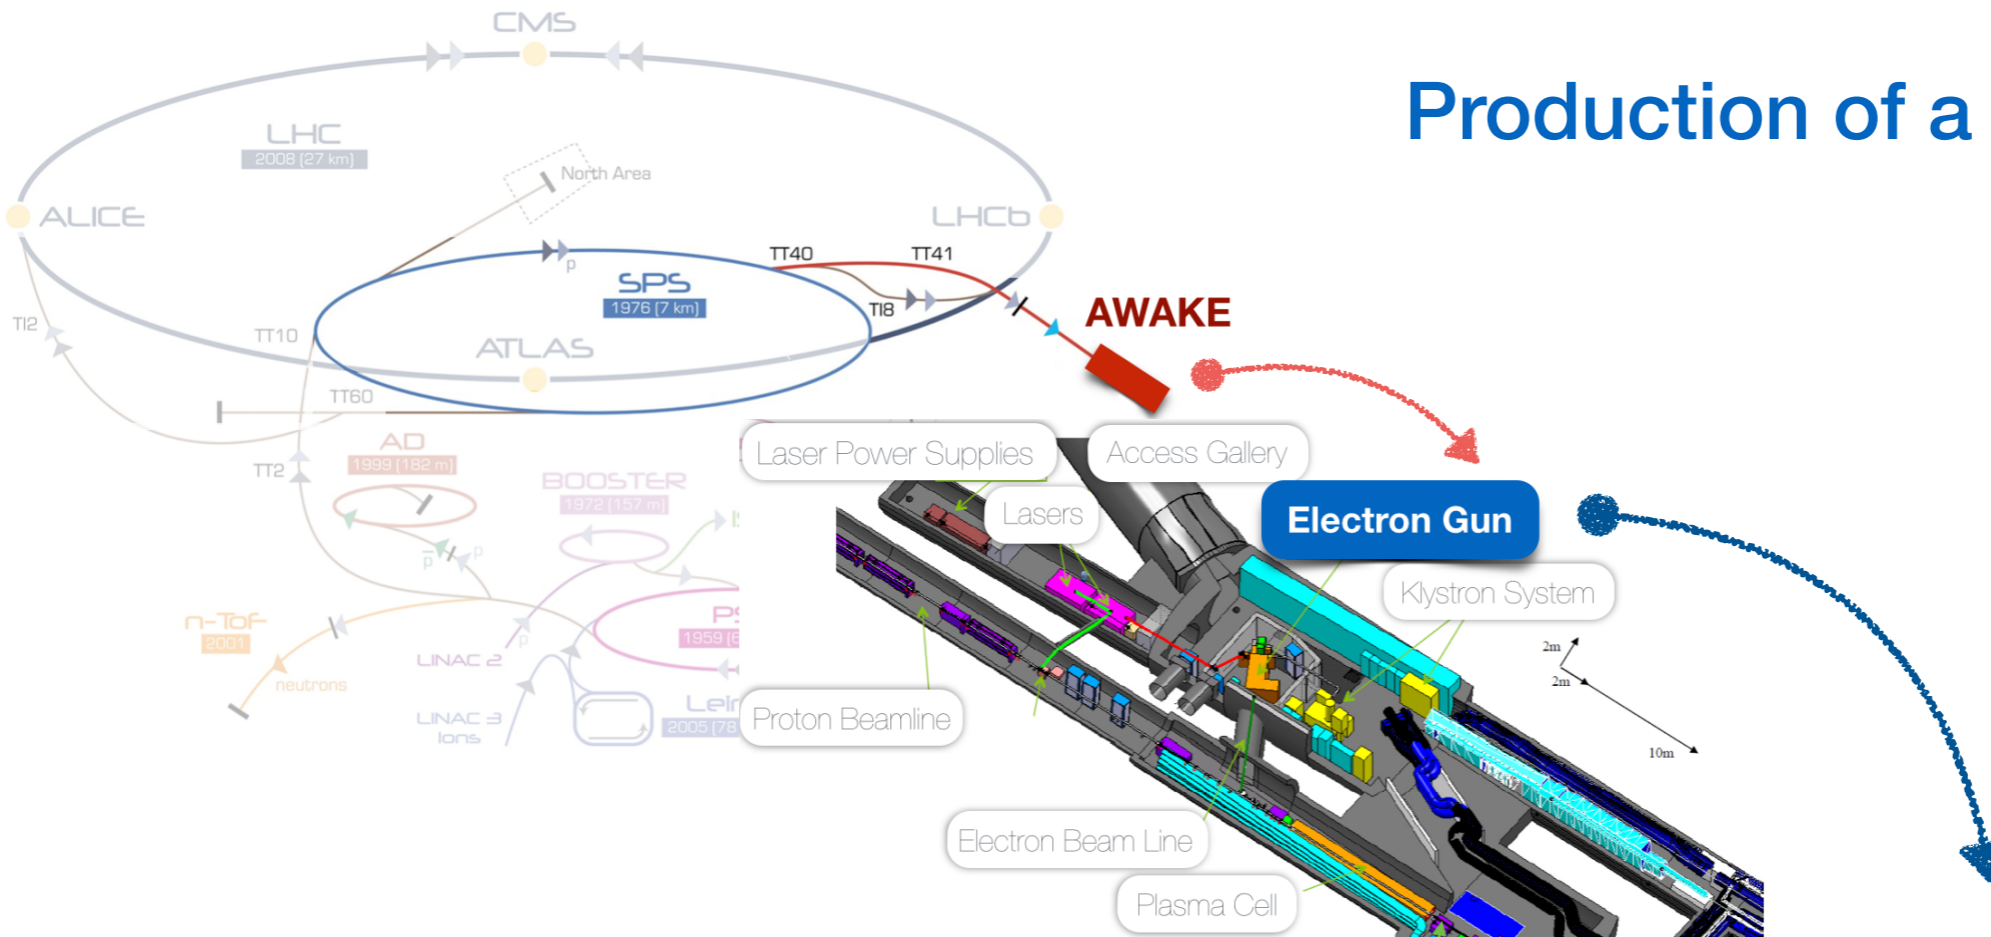 CMS
Production of a
LHC
2008 (27 km)
North Area
ALICE
LHCb
TT40
TT41
p
SPS
1976 (7 km)
TI8
AWAKE
TI2
TT10
ATLAS
TT60
AD
1999 (182 m)
TT2
BOOSTER
1972 (157 m)
p
p̅
n-ToF
2001
neutrons
LINAC 2
p
LINAC 3
Ions
Laser Power Supplies
Access Gallery
Lasers
Electron Gun
Klystron System
2m
2m
10m
Proton Beamline
Electron Beam Line
Plasma Cell